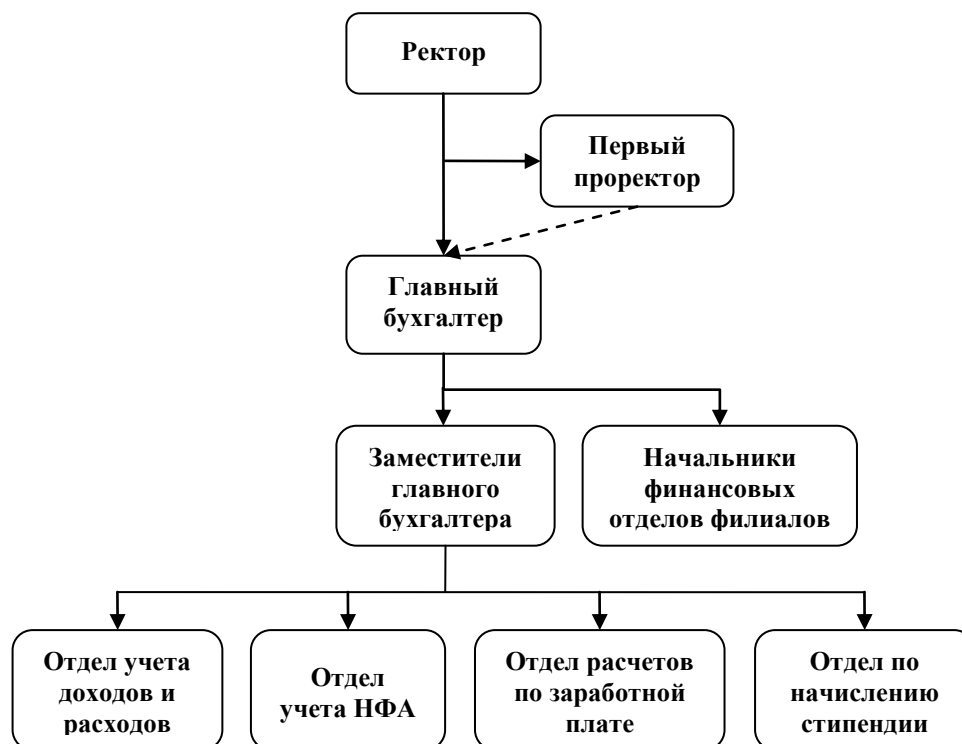 Ректор
Первый
проректор
Главный
бухгалтер
Заместители
главного
бухгалтера
Начальники
финансовых
отделов филиалов
Отдел учета
доходов и
расходов
Отдел
учета НФА
Отдел расчетов
по заработной
плате
Отдел по
начислению
стипендии